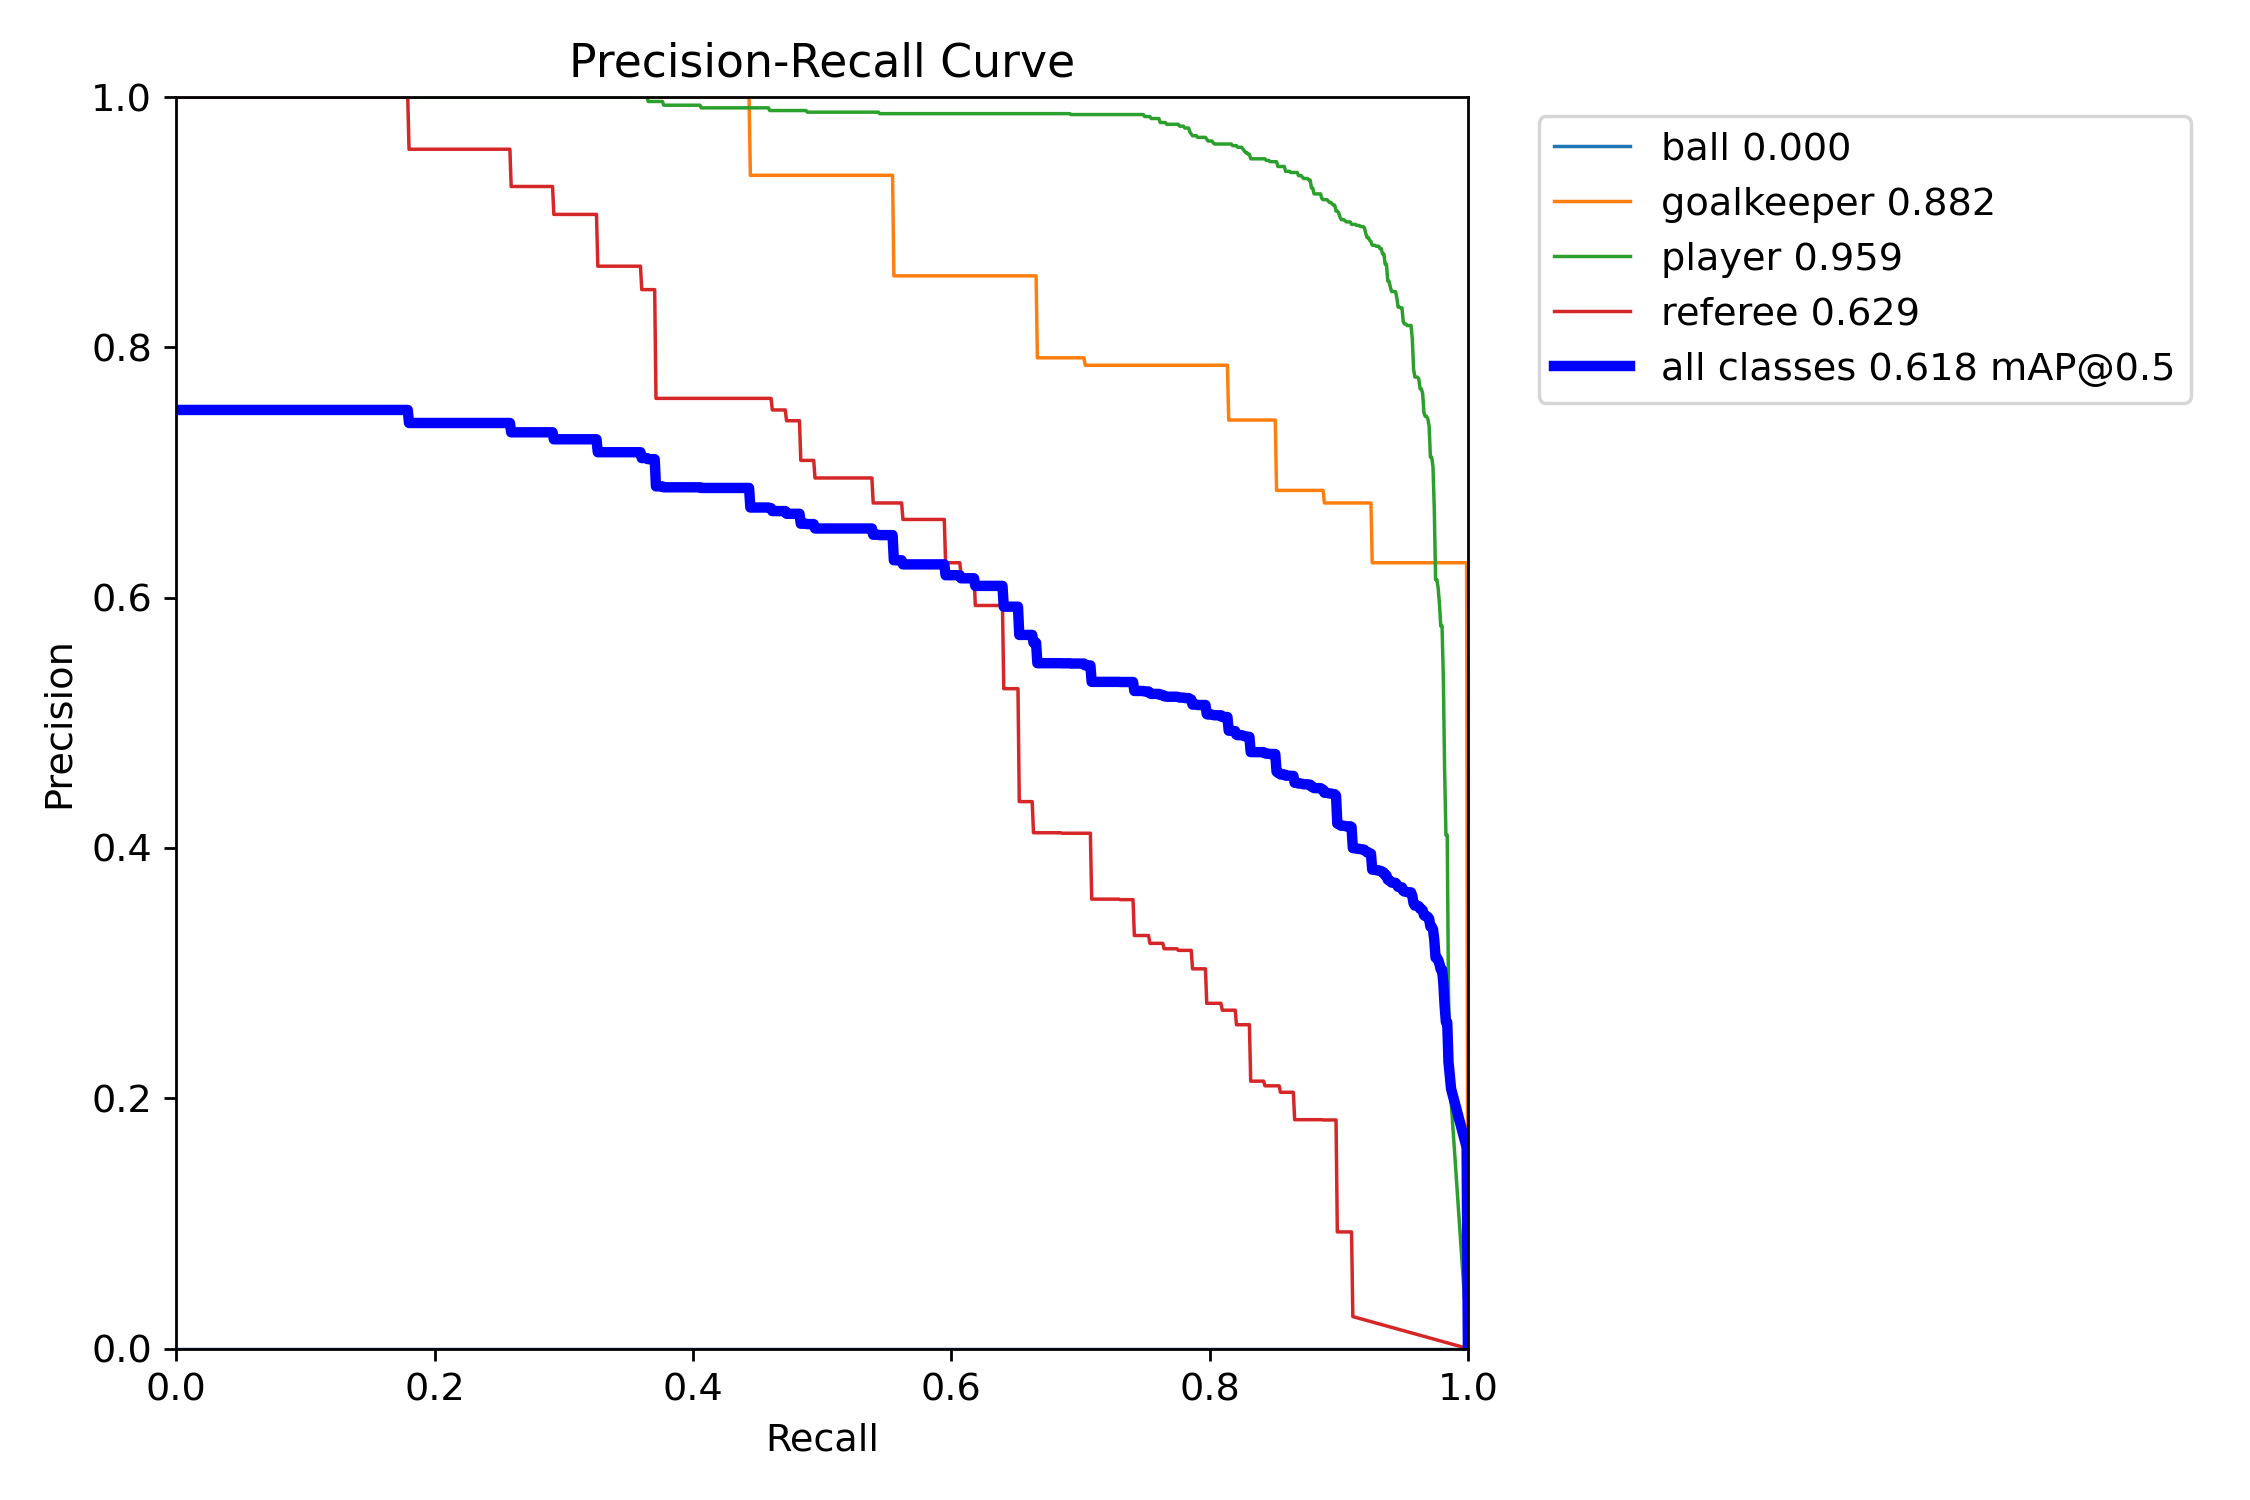 Precision-Recall Curve
1.0
0.8
0.6
0.4
0.2
0.0
Precision
0.0 0.2 0.4 0.6 0.8 1.0
Recall
ball 0.000
goalkeeper 0.882
player 0.959
referee 0.629
all classes 0.618 mAP@0.5